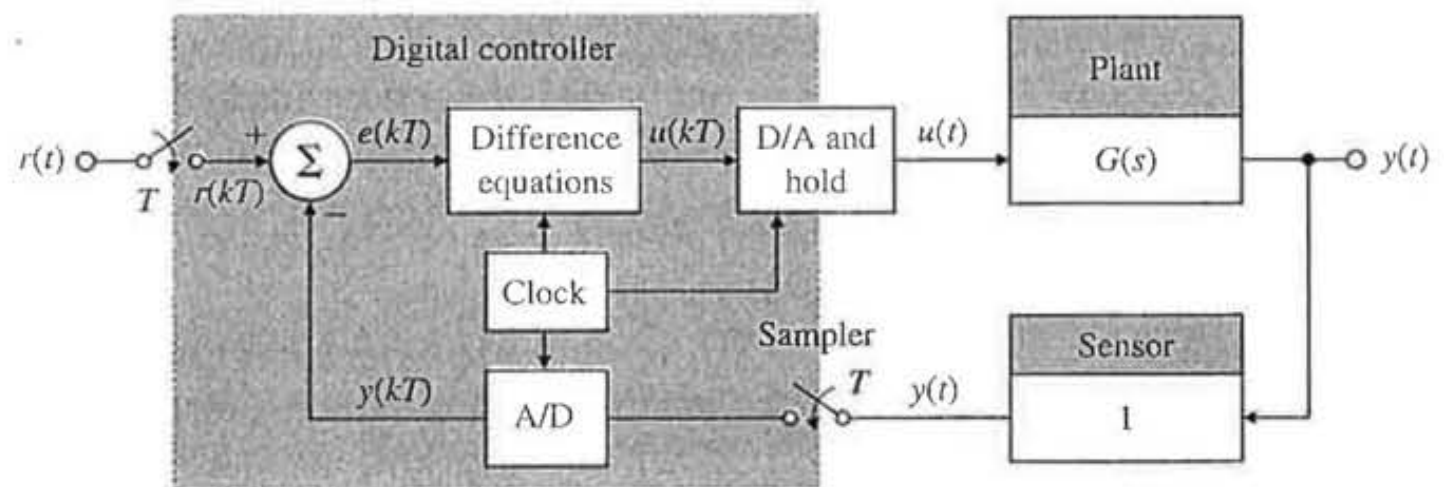 Digital controller
Plant
r(t)
T
r(kT)
+
Σ
−
e(kT)
Difference
equations
u(kT)
D/A and
hold
u(t)
G(s)
y(t)
Clock
Sampler
T
Sensor
1
y(t)
A/D
y(kT)